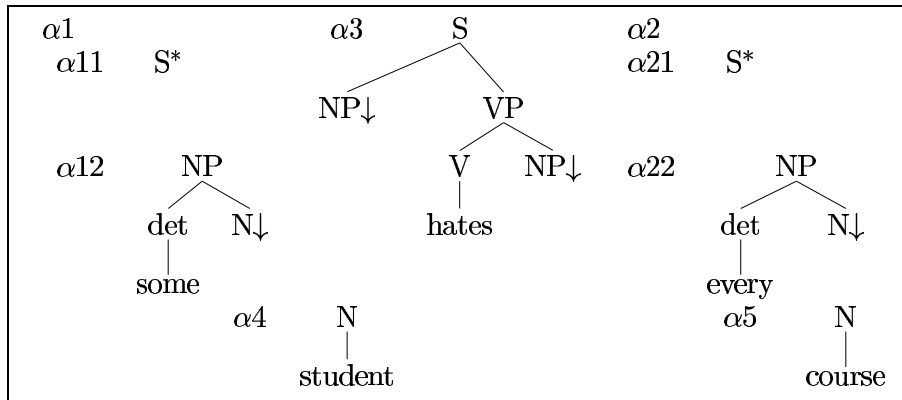 α1 α3 S α2
α11 S* α21 S*
NP↓ VP
α12 NP V NP↓ α22 NP
det N↓ hates det N↓
some every
α4 N α5 N
student course